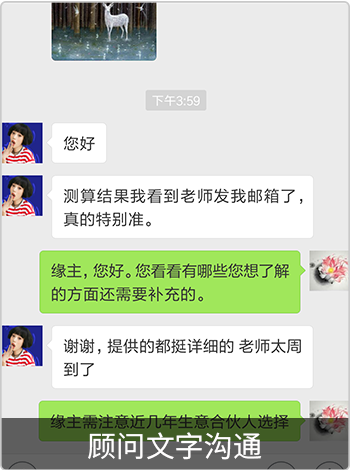 下午3:59
您好
测算结果我看到老师发我邮箱了，
真的特别准。
缘主，您好。您看看有哪些您想了解
的方面还需要补充的。
谢谢，提供的都挺详细的 老师太周
到了
缘主需注意近几年生意合伙人选择
顾问文字沟通